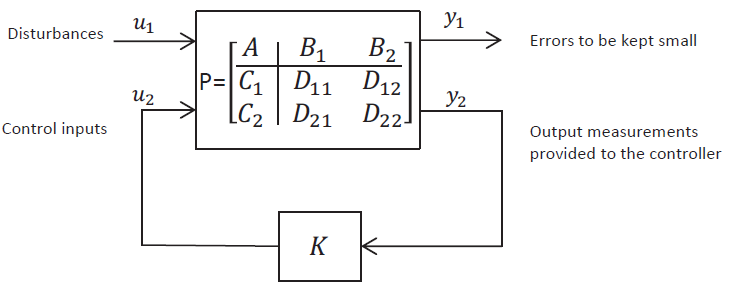 Disturbances u₁ y₁ Errors to be kept small
P= [ A | B₁ B₂
C₁ | D₁₁ D₁₂
C₂ | D₂₁ D₂₂ ]
Control inputs u₂ y₂ Output measurements
provided to the controller
K